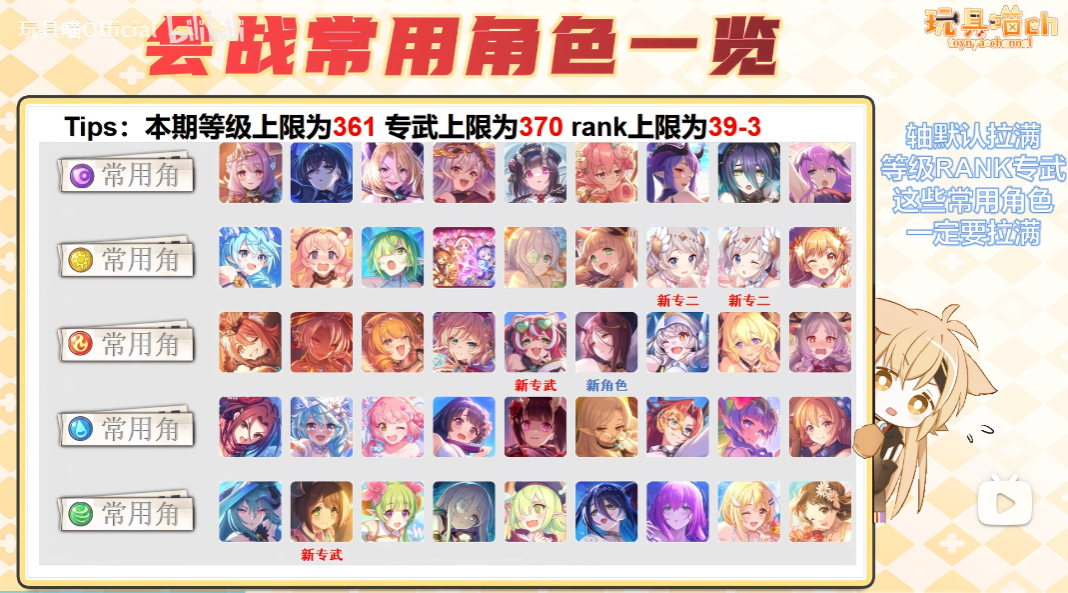 玩具喵Official bilibili
会战常用角色一览
玩具喵ch
toynya-channel
Tips：本期等级上限为361 专武上限为370 rank上限为39-3
轴默认拉满
等级RANK专武
这些常用角色
一定要拉满
常用角
常用角
新专二 新专二
常用角
新专武 新角色
常用角
常用角
新专武